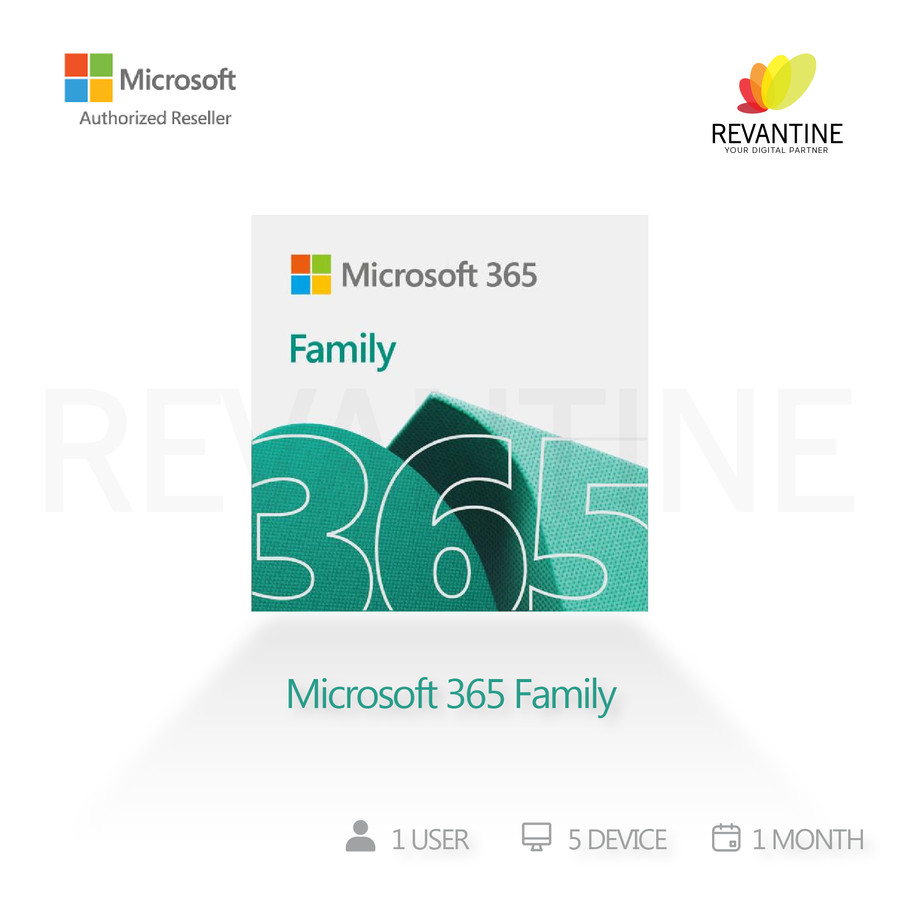 Microsoft
Authorized Reseller
REVANTINE
YOUR DIGITAL PARTNER
Microsoft 365
Family
REVANTINE
365
Microsoft 365 Family
1 USER
5 DEVICE
1 MONTH